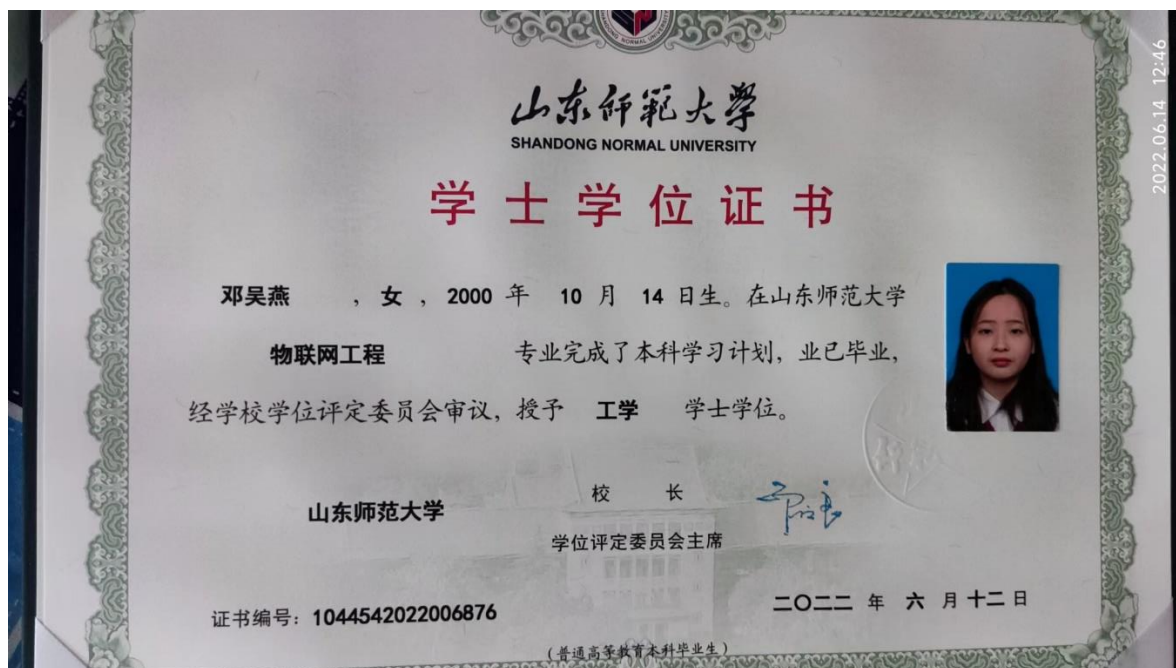 SHANDONG NORMAL UNIVERSITY
山东师范大学
SHANDONG NORMAL UNIVERSITY
学士学位证书
邓吴燕 , 女 , 2000 年 10 月 14 日生。在山东师范大学
物联网工程 专业完成了本科学习计划, 业已毕业,
经学校学位评定委员会审议, 授予 工学 学士学位。
山东师范大学
校 长
学位评定委员会主席
证书编号: 1044542022006876
二〇二二 年 六 月 十二 日
(普通高等教育本科毕业生)
2022.06.14 12:46